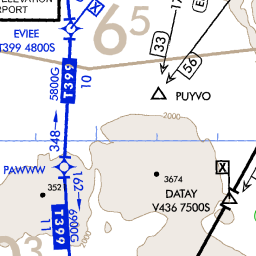 ELEVATION
PORT
EVIEE
T399 4800S
6⁵
33
17
56
5800G
T399
10
PUYVO
2000
348
PAWWW
352
162
6900G
T399
11
3674
X
DATAY
V436 7500S
2000